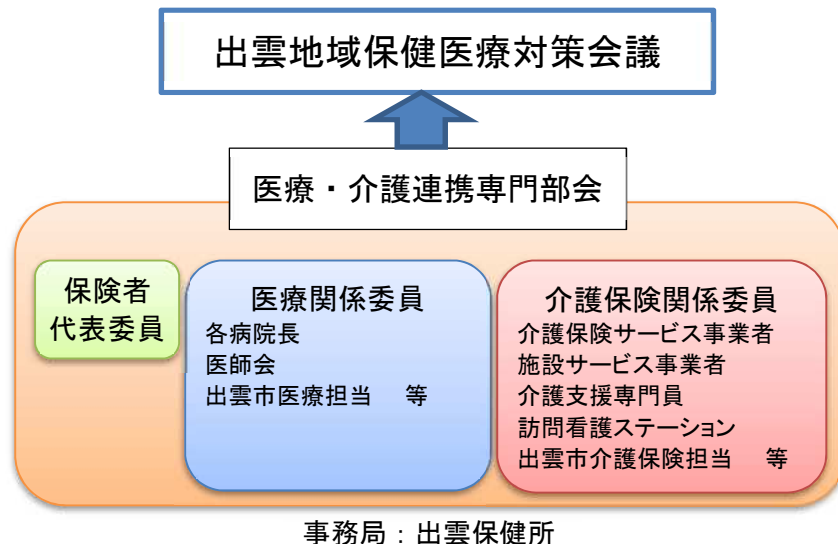 出雲地域保健医療対策会議
医療・介護連携専門部会
保険者
代表委員
医療関係委員
各病院長
医師会
出雲市医療担当　等
介護保険関係委員
介護保険サービス事業者
施設サービス事業者
介護支援専門員
訪問看護ステーション
出雲市介護保険担当　等
事務局：出雲保健所